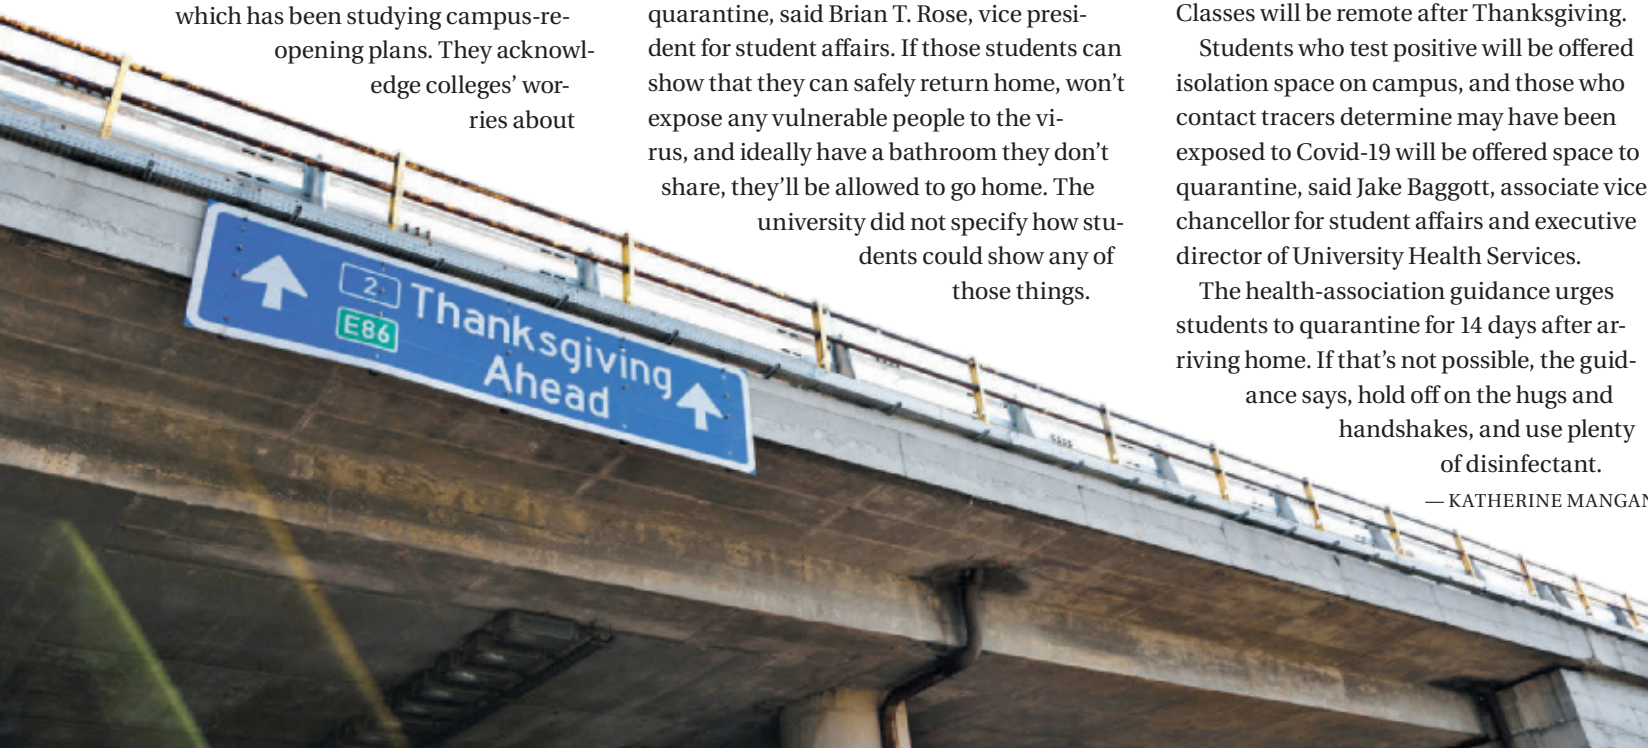 which has been studying campus-re-
opening plans. They acknowl-
edge colleges' wor-
ries about
quarantine, said Brian T. Rose, vice presi-
dent for student affairs. If those students can
show that they can safely return home, won't
expose any vulnerable people to the vi-
rus, and ideally have a bathroom they don't
share, they'll be allowed to go home. The
university did not specify how stu-
dents could show any of
those things.
Classes will be remote after Thanksgiving.
Students who test positive will be offered
isolation space on campus, and those who
contact tracers determine may have been
exposed to Covid-19 will be offered space to
quarantine, said Jake Baggott, associate vice
chancellor for student affairs and executive
director of University Health Services.
The health-association guidance urges
students to quarantine for 14 days after ar-
riving home. If that's not possible, the guid-
ance says, hold off on the hugs and
handshakes, and use plenty
of disinfectant.
— KATHERINE MANGAN
2
E86
Thanksgiving
Ahead